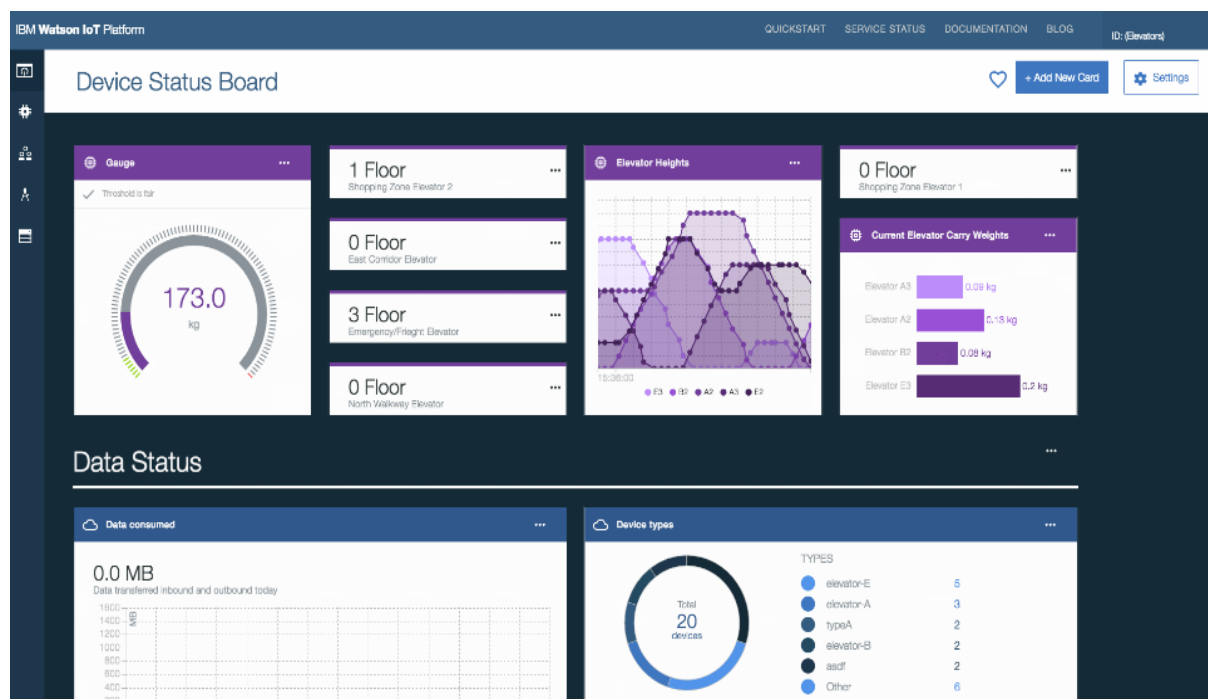 IBM Watson IoT Platform
QUICKSTART SERVICE STATUS DOCUMENTATION BLOG
ID: (Elevators)
Device Status Board
+ Add New Card
Settings
Gauge
Threshold is fair
173.0
kg
1 Floor
Shopping Zone Elevator 2
0 Floor
East Corridor Elevator
3 Floor
Emergency/Frieght Elevator
0 Floor
North Walkway Elevator
Elevator Heights
15:36:00
E3 B2 A2 A3 E2
0 Floor
Shopping Zone Elevator 1
Current Elevator Carry Weights
Elevator A3 0.09 kg
Elevator A2 0.13 kg
Elevator B2 0.08 kg
Elevator E3 0.2 kg
Data Status
Data consumed
0.0 MB
Data transferred inbound and outbound today
MB
1600
1400
1200
1000
800
600
400
Device types
Total
20
devices
TYPES
elevator-E 5
elevator-A 3
typeA 2
elevator-B 2
asdf 2
Other 6